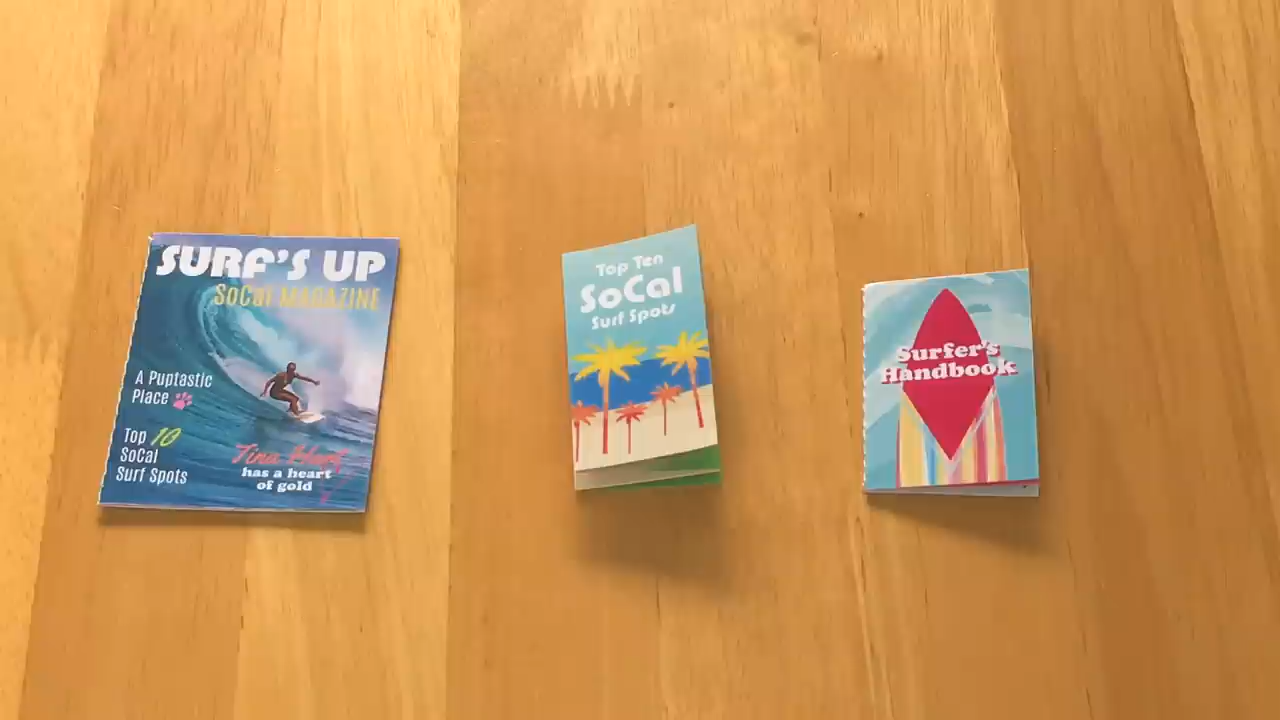 SURF'S UP
SoCal MAGAZINE
A Puptastic
Place
Top 10
SoCal
Surf Spots
Tina Heart
has a heart
of gold
Top Ten
SoCal
Surf Spots
Surfer's
Handbook